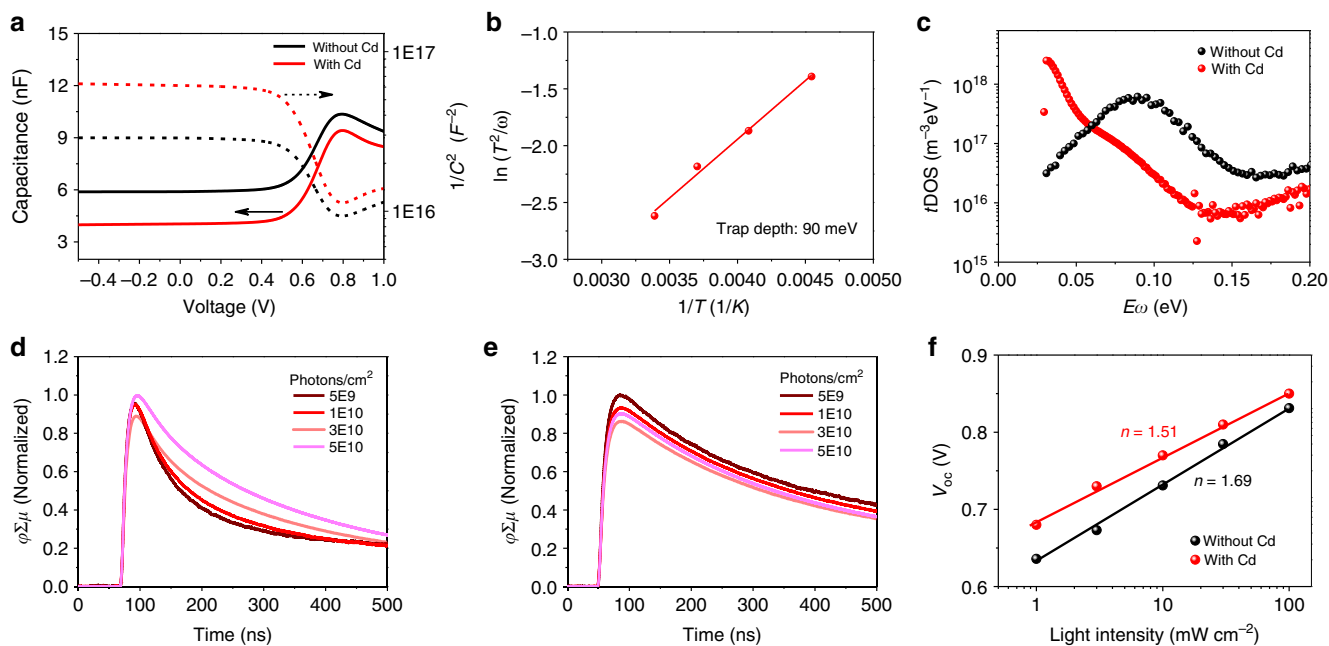 a
15
12
9
6
3
Capacitance (nF)
−0.4 −0.2 0.0 0.2 0.4 0.6 0.8 1.0
Voltage (V)
Without Cd
With Cd
1E17
1E16
1/C² (F⁻²)
b
−1.0
−1.5
−2.0
−2.5
−3.0
ln (T⁻²/ω)
0.0030 0.0035 0.0040 0.0045 0.0050
1/T (1/K)
Trap depth: 90 meV
c
10¹⁸
10¹⁷
10¹⁶
10¹⁵
tDOS (m⁻³eV⁻¹)
0.00 0.05 0.10 0.15 0.20
Eω (eV)
Without Cd
With Cd
d
1.2
1.0
0.8
0.6
0.4
0.2
0.0
φΣμ (Normalized)
0 100 200 300 400 500
Time (ns)
Photons/cm²
5E9
1E10
3E10
5E10
e
1.2
1.0
0.8
0.6
0.4
0.2
0.0
φΣμ (Normalized)
0 100 200 300 400 500
Time (ns)
Photons/cm²
5E9
1E10
3E10
5E10
f
0.9
0.8
0.7
0.6
Voc (V)
1 10 100
Light intensity (mW cm⁻²)
n = 1.51
n = 1.69
Without Cd
With Cd